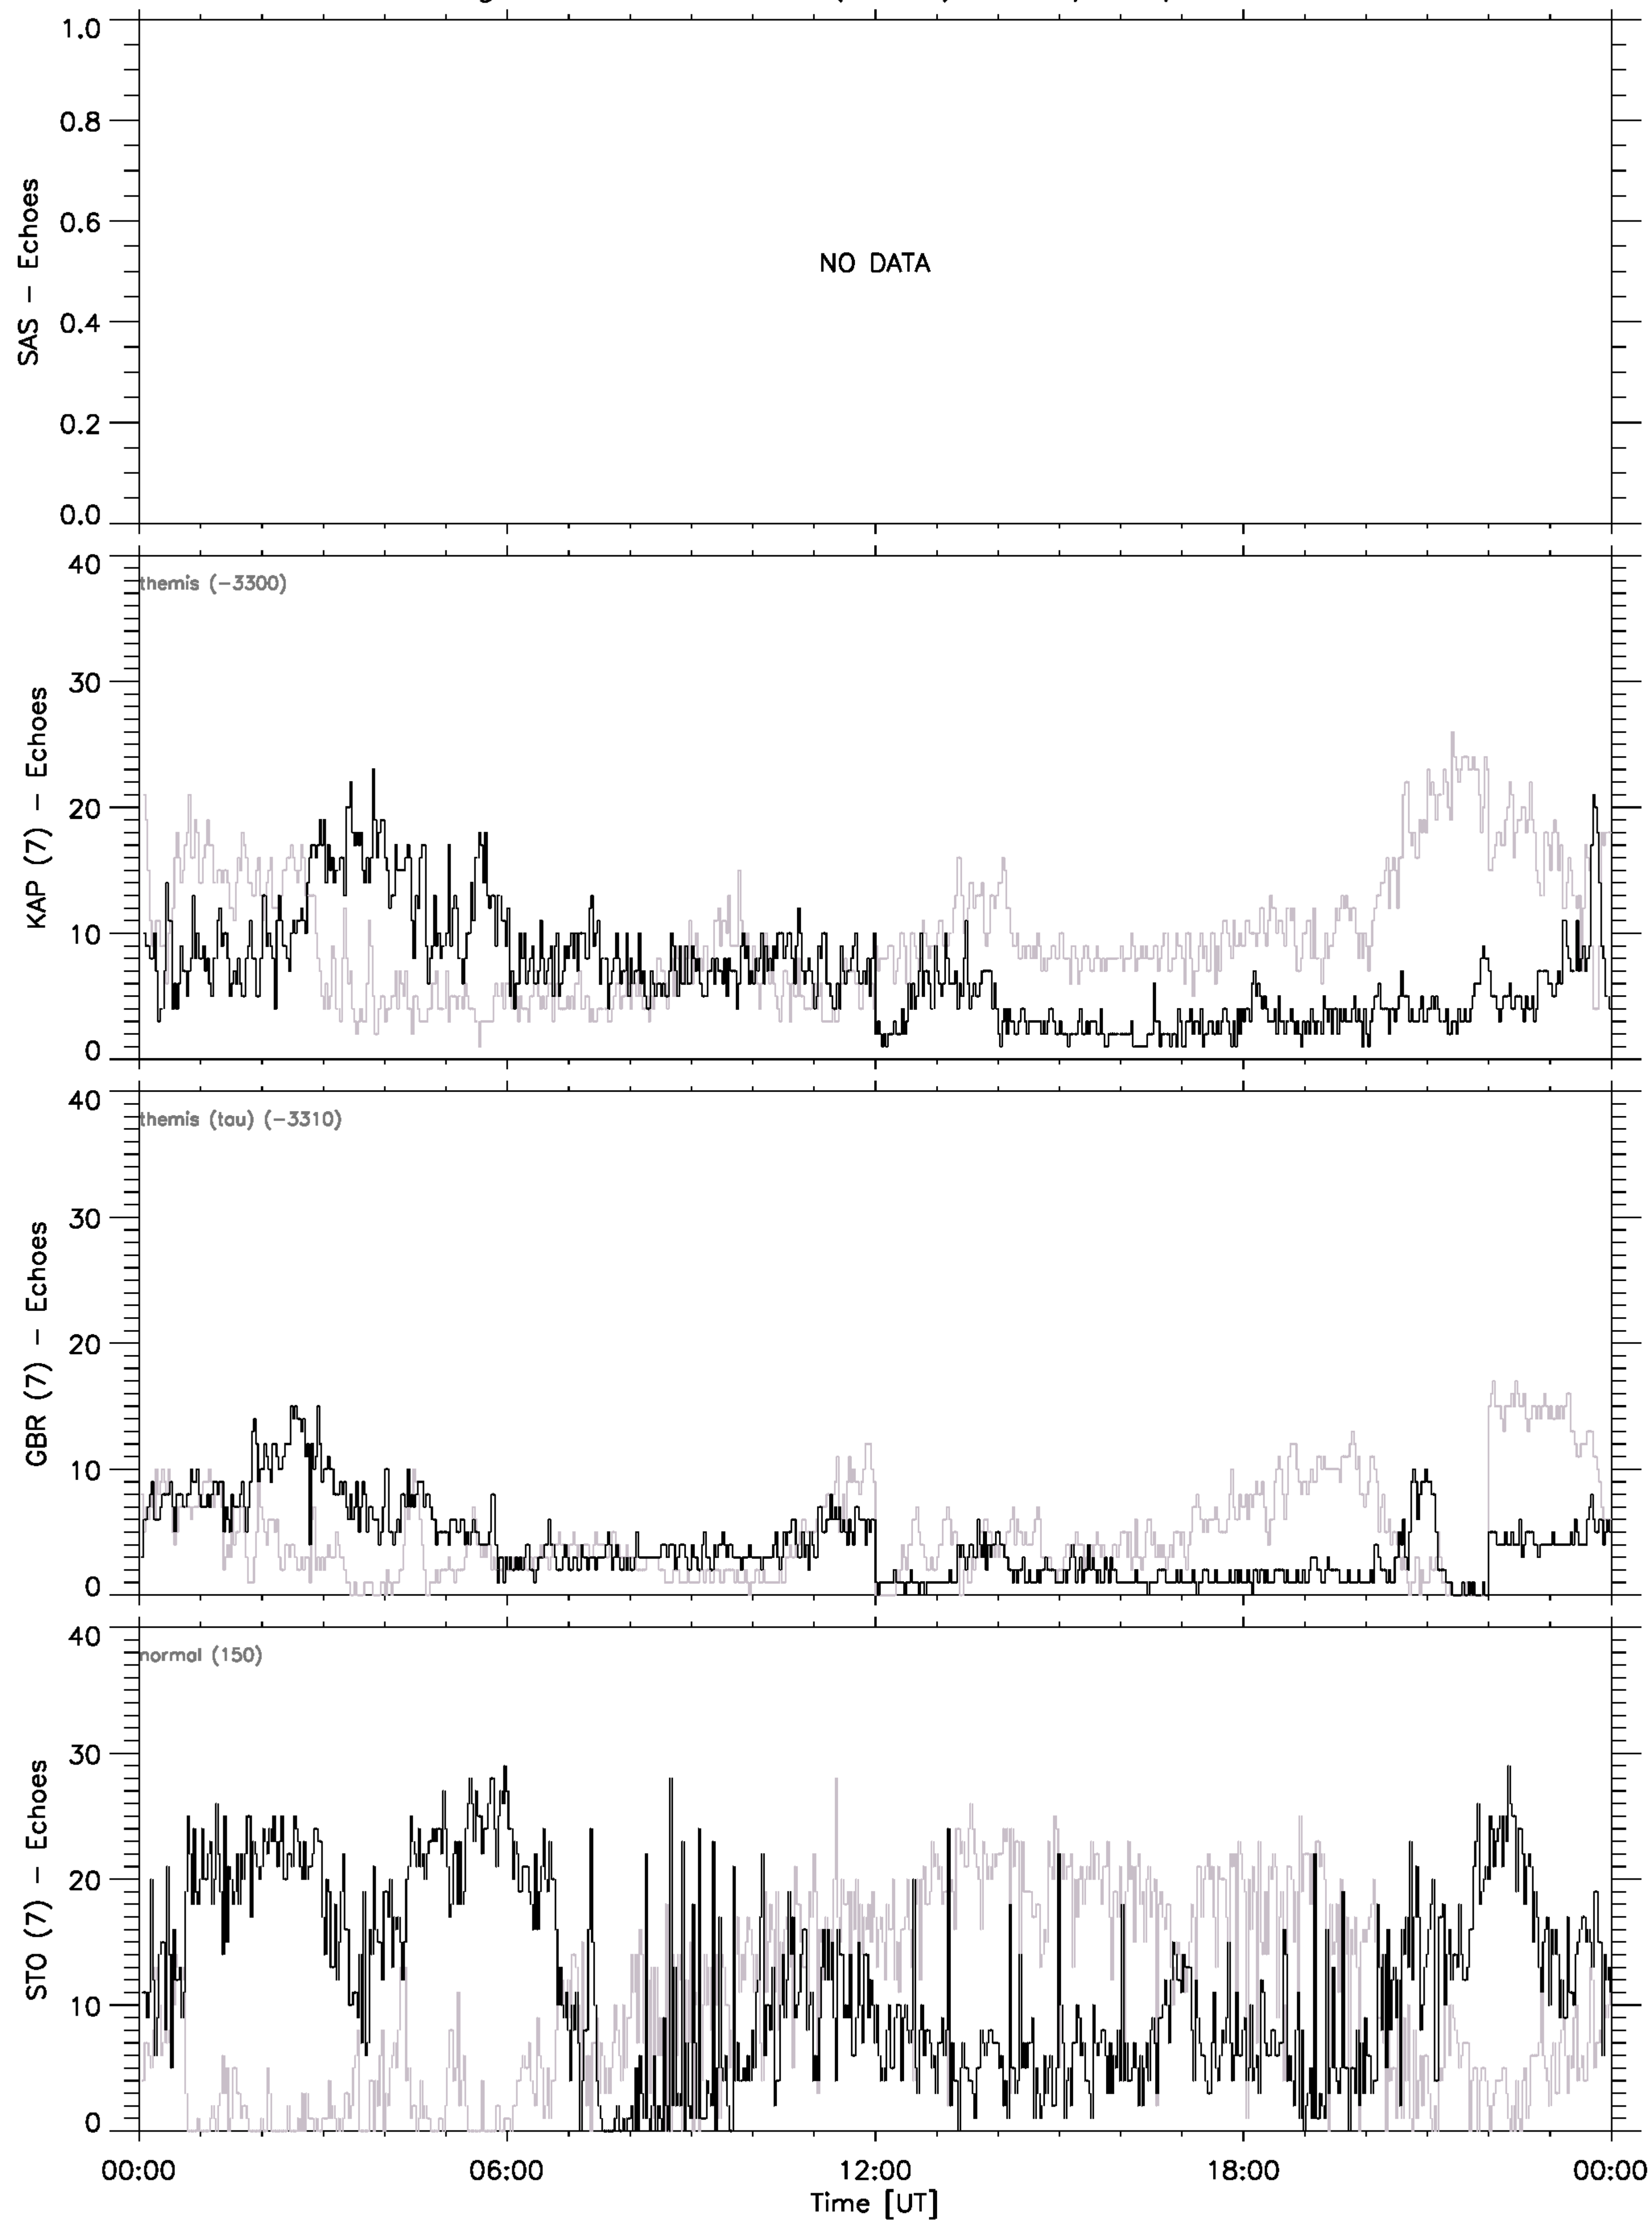 1.0
0.8
0.6
0.4
0.2
0.0
SAS – Echoes
NO DATA
40
30
20
10
0
KAP (7) – Echoes
themis (–3300)
40
30
20
10
0
GBR (7) – Echoes
themis (tau) (–3310)
40
30
20
10
0
STO (7) – Echoes
normal (150)
00:00 06:00 12:00 18:00 00:00
Time [UT]